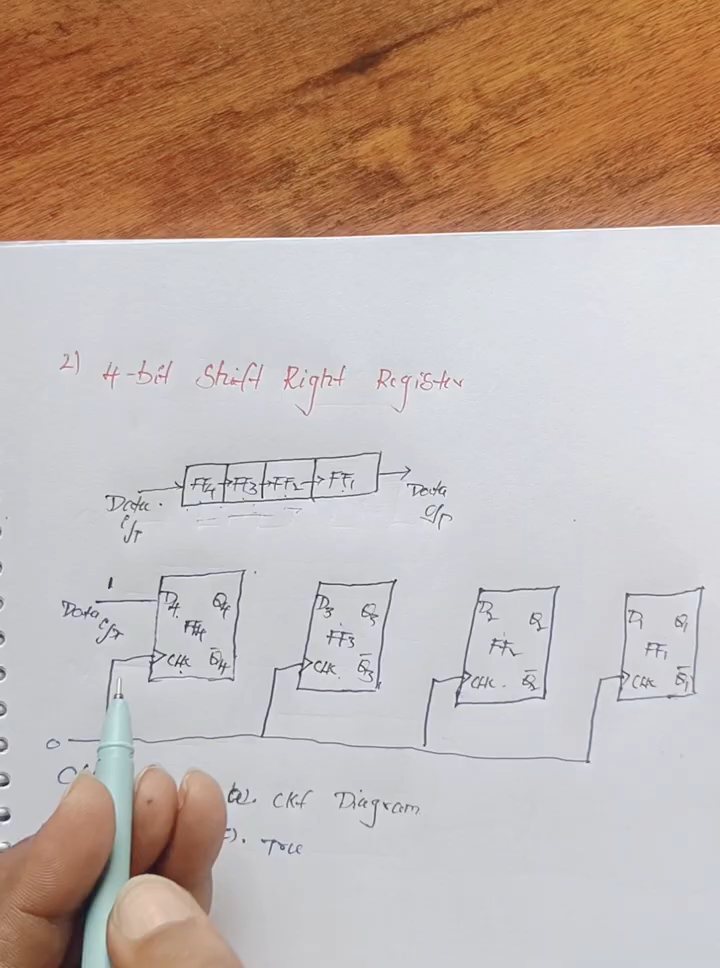 2) 4-bit Shift Right Register
FF4 FF3 FF2 FF1
Data Data
i/p o/p
1
Data
i/p
D4 Q4 D3 Q3 D2 Q2 D1 Q1
FF4 FF3 FF2 FF1
CLK Q̅4 CLK Q̅3 CLK Q̅2 CLK Q̅1
CKT Diagram